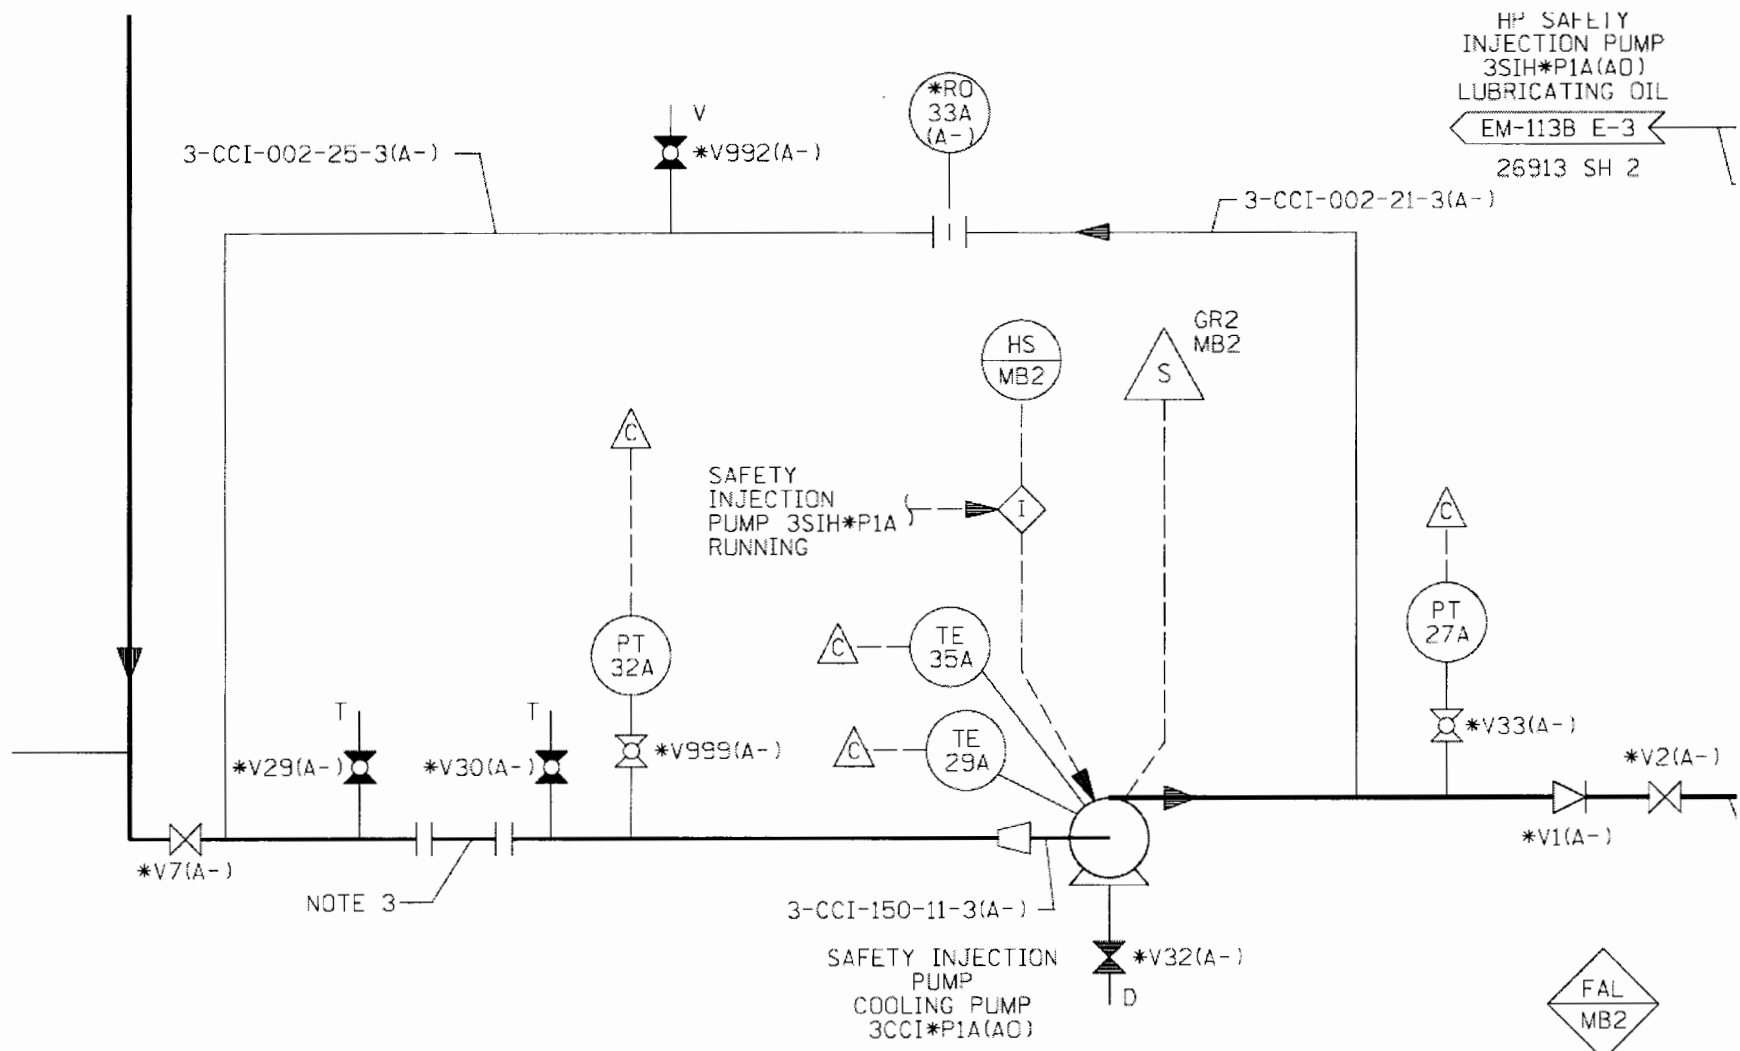 HP SAFETY
INJECTION PUMP
3SIH*P1A(AO)
LUBRICATING OIL
EM-113B E-3
26913 SH 2
*RO
33A
(A-)
V
*V992(A-)
3-CCI-002-25-3(A-)
3-CCI-002-21-3(A-)
HS
MB2
GR2
MB2
S
C
SAFETY
INJECTION
PUMP 3SIH*P1A
RUNNING
I
C
PT
32A
C
TE
35A
PT
27A
T
T
*V29(A-)
*V30(A-)
*V999(A-)
C
TE
29A
*V33(A-)
*V2(A-)
*V7(A-)
*V1(A-)
NOTE 3
3-CCI-150-11-3(A-)
SAFETY INJECTION
PUMP
COOLING PUMP
3CCI*P1A(AO)
*V32(A-)
D
FAL
MB2